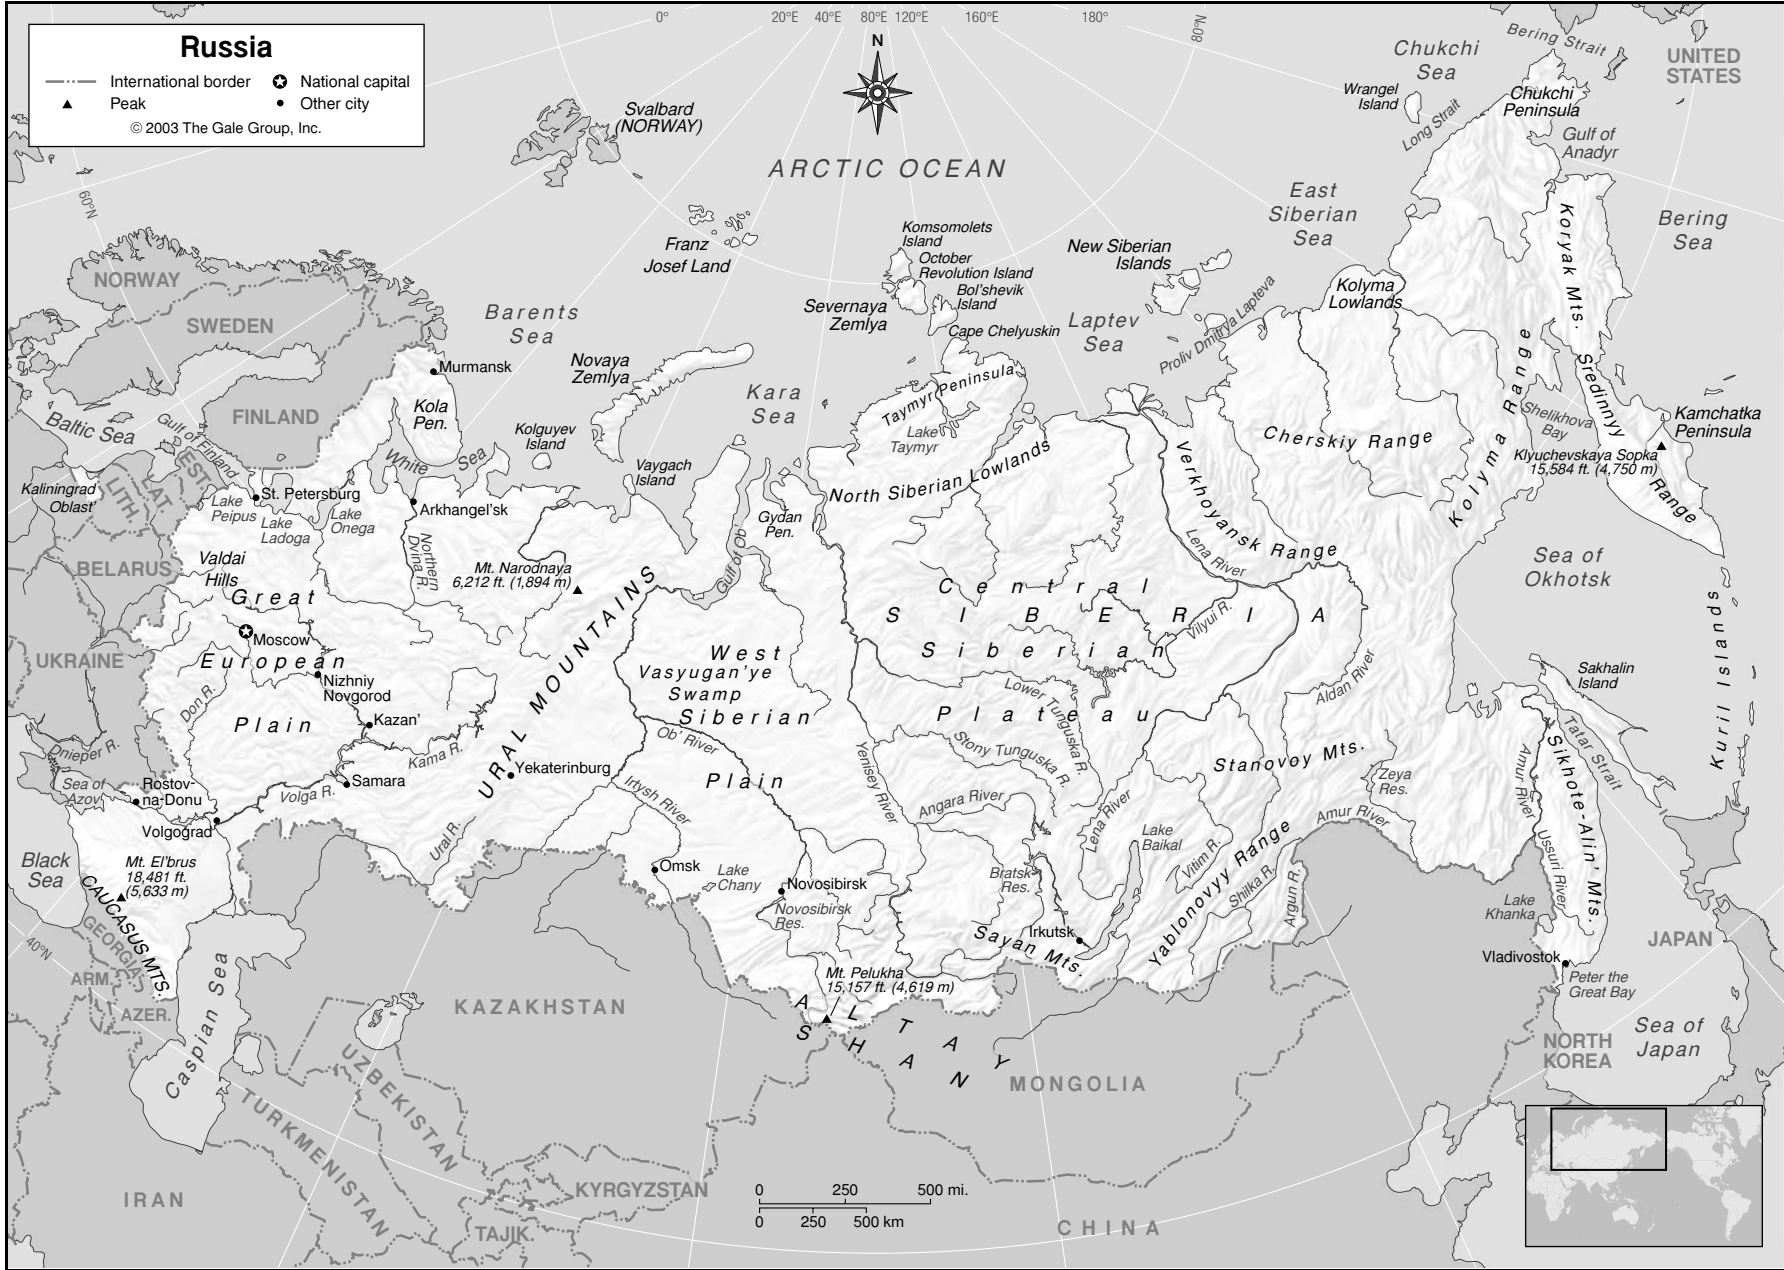 Russia
International border
National capital
Peak
Other city
© 2003 The Gale Group, Inc.
0°
20°E
40°E
80°E
120°E
160°E
180°
80°N
60°N
40°N
N
Svalbard
(NORWAY)
ARCTIC OCEAN
Chukchi
Sea
Bering Strait
UNITED
STATES
Wrangel
Island
Long Strait
Chukchi
Peninsula
Gulf of
Anadyr
East
Siberian
Sea
Bering
Sea
Koryak Mts.
Franz
Josef Land
Komsomolets
Island
October
Revolution Island
Bol'shevik
Island
Severnaya
Zemlya
Cape Chelyuskin
New Siberian
Islands
Laptev
Sea
Proliv Dmitrya Lapteva
Kolyma
Lowlands
NORWAY
SWEDEN
FINLAND
Barents
Sea
Novaya
Zemlya
Kara
Sea
Murmansk
Kola
Pen.
Kolguyev
Island
Vaygach
Island
White Sea
Baltic Sea
Gulf of Finland
EST.
LAT.
LITH.
Kaliningrad
Oblast'
BELARUS
UKRAINE
St. Petersburg
Lake
Peipus
Lake
Ladoga
Lake
Onega
Arkhangel'sk
Northern
Dvina R.
Mt. Narodnaya
6,212 ft. (1,894 m)
Valdai
Hills
Great
European
Plain
Moscow
Nizhniy
Novgorod
Don R.
Kazan'
Kama R.
Samara
Volga R.
Ural R.
Dnieper R.
Sea of
Azov
Rostov-
na-Donu
Volgograd
Black
Sea
Mt. El'brus
18,481 ft.
(5,633 m)
CAUCASUS MTS.
GEORGIA
ARM.
AZER.
Caspian Sea
URAL MOUNTAINS
Yekaterinburg
Gulf of Ob'
Gydan
Pen.
Taymyr Peninsula
Lake
Taymyr
North Siberian Lowlands
West
Siberian
Plain
Vasyugan'ye
Swamp
Ob' River
Irtysh River
Omsk
Lake
Chany
Novosibirsk
Novosibirsk
Res.
Yenisey River
SIBERIA
Central
Siberian
Plateau
Lower
Tunguska R.
Stony Tunguska R.
Angara River
Bratsk
Res.
Irkutsk
Sayan Mts.
Lake
Baikal
Lena River
Vilyui R.
Lena River
Verkhoyansk Range
Cherskiy Range
Kolyma Range
Shelikhova
Bay
Sredinnyy Range
Kamchatka
Peninsula
Klyuchevskaya Sopka
15,584 ft. (4,750 m)
Sea of
Okhotsk
Kuril Islands
Sakhalin
Island
Tatar Strait
Sikhote-Alin' Mts.
Amur River
Ussuri River
Aldan River
Stanovoy Mts.
Zeya
Res.
Amur River
Vitim R.
Yablonovyy Range
Shilka R.
Argun R.
Lake
Khanka
Vladivostok
Peter the
Great Bay
JAPAN
Sea of
Japan
NORTH
KOREA
Mt. Pelukha
15,157 ft. (4,619 m)
ALTAY
SHAN
MONGOLIA
CHINA
KAZAKHSTAN
UZBEKISTAN
TURKMENISTAN
KYRGYZSTAN
TAJIK.
IRAN
0 250 500 mi.
0 250 500 km